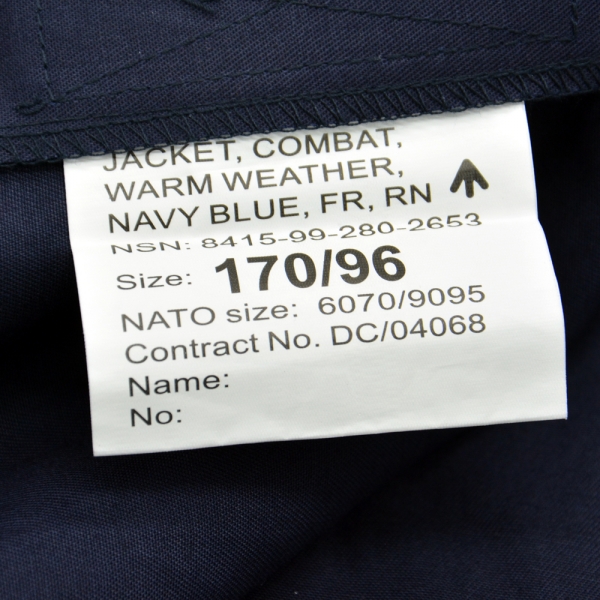 JACKET, COMBAT,
WARM WEATHER,
NAVY BLUE, FR, RN
NSN: 8415-99-280-2653
Size: 170/96
NATO size: 6070/9095
Contract No. DC/04068
Name:
No: